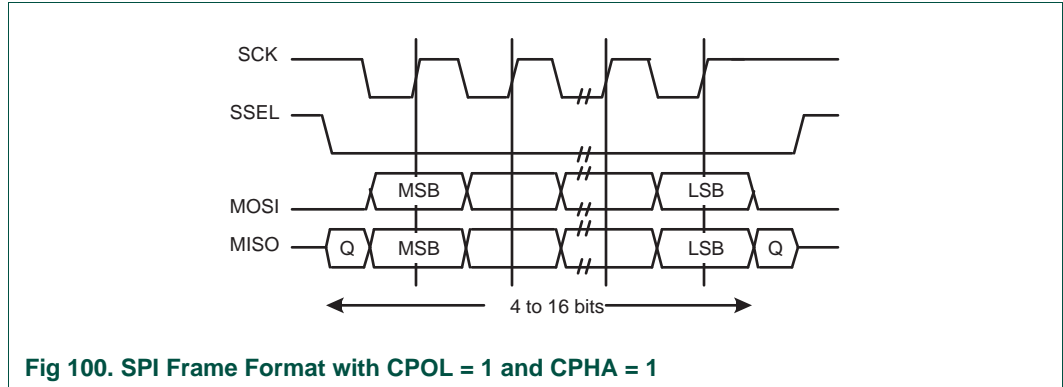 SCK
SSEL
MOSI MSB LSB
MISO Q MSB LSB Q
4 to 16 bits
Fig 100. SPI Frame Format with CPOL = 1 and CPHA = 1